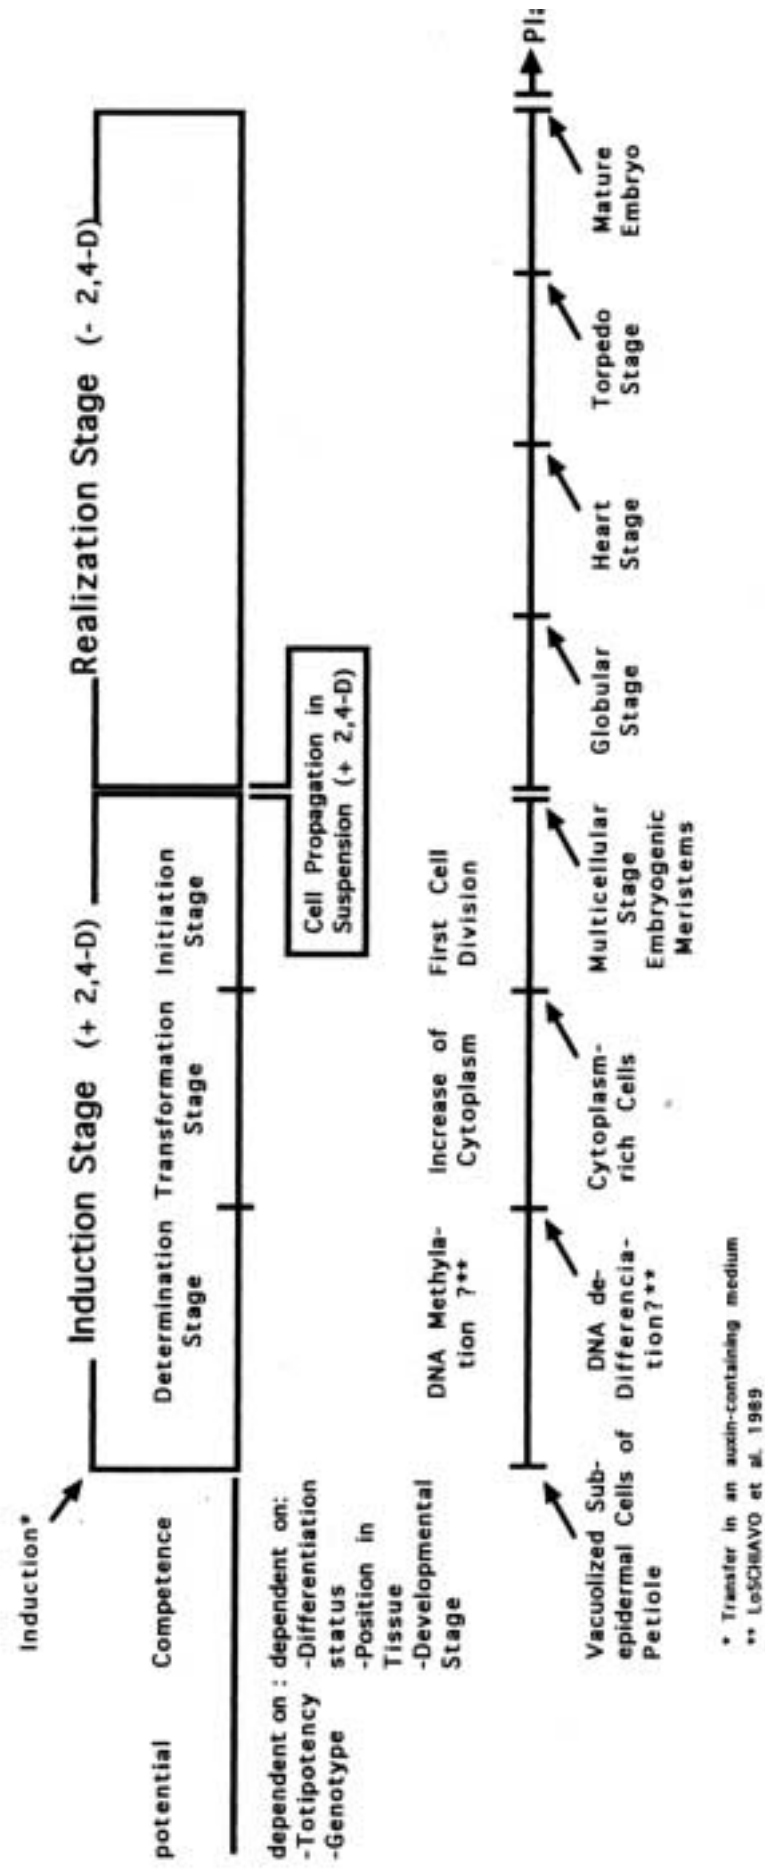 Induction*
Induction Stage (+ 2,4-D)
Realization Stage (- 2,4-D)
potential
Competence
Determination
Stage
Transformation
Stage
Initiation
Stage
dependent on :
-Totipotency
-Genotype
dependent on:
-Differentiation
status
-Position in
Tissue
-Developmental
Stage
Cell Propagation in
Suspension (+ 2,4-D)
DNA Methyla-
tion ?**
Increase of
Cytoplasm
First Cell
Division
Vacuolized Sub-
epidermal Cells of
Petiole
DNA de-
Differencia-
tion?**
Cytoplasm-
rich Cells
Multicellular
Stage
Embryogenic
Meristems
Globular
Stage
Heart
Stage
Torpedo
Stage
Mature
Embryo
* Transfer in an auxin-containing medium
** LoSCHIAVO et al. 1989